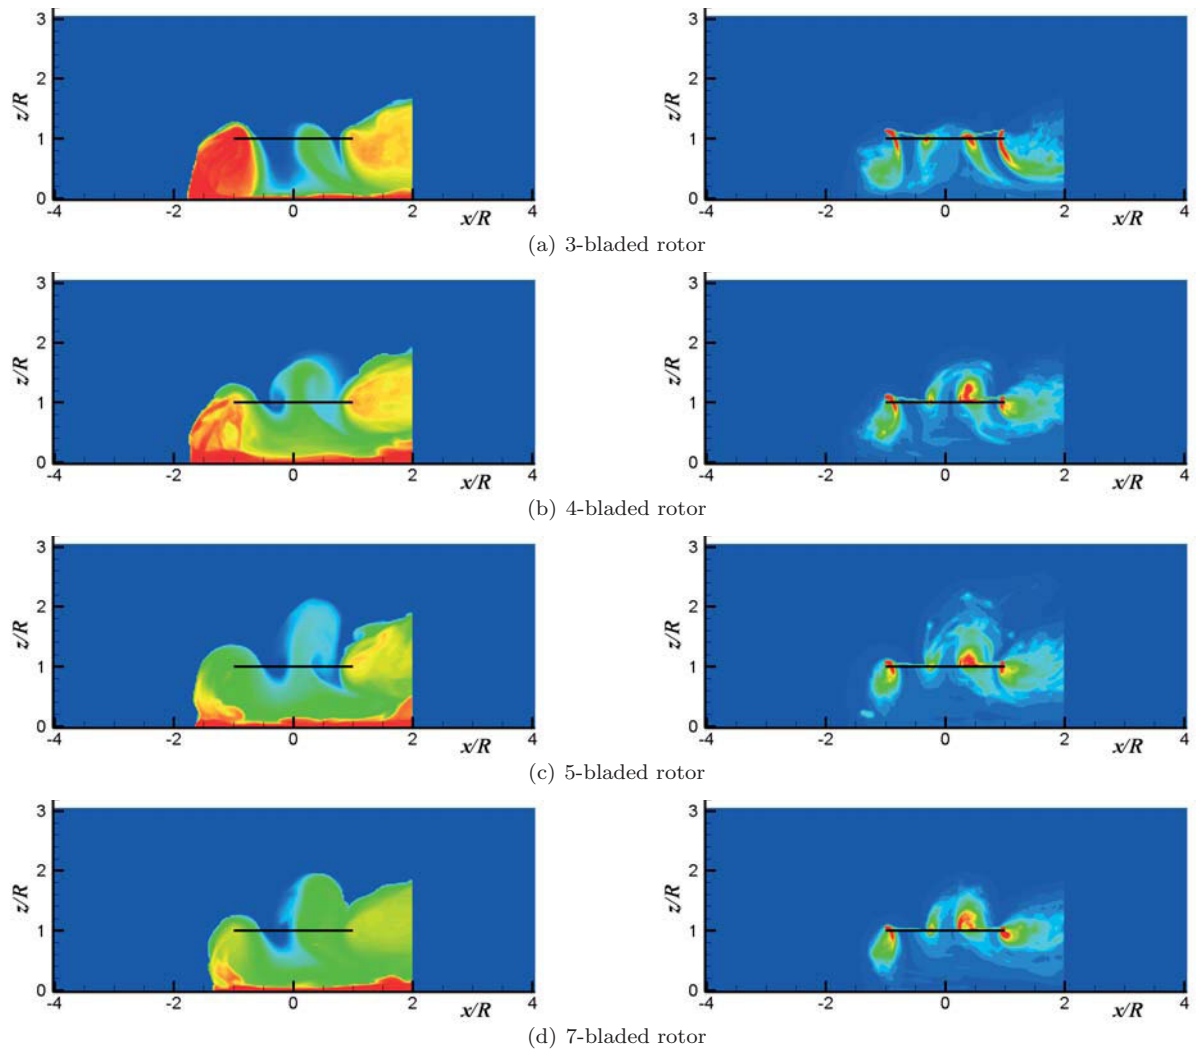 3 3
z/R 2 z/R 2
1 1
0 0
-4 -2 0 2 4 -4 -2 0 2 4
x/R x/R
(a) 3-bladed rotor
3 3
z/R 2 z/R 2
1 1
0 0
-4 -2 0 2 4 -4 -2 0 2 4
x/R x/R
(b) 4-bladed rotor
3 3
z/R 2 z/R 2
1 1
0 0
-4 -2 0 2 4 -4 -2 0 2 4
x/R x/R
(c) 5-bladed rotor
3 3
z/R 2 z/R 2
1 1
0 0
-4 -2 0 2 4 -4 -2 0 2 4
x/R x/R
(d) 7-bladed rotor